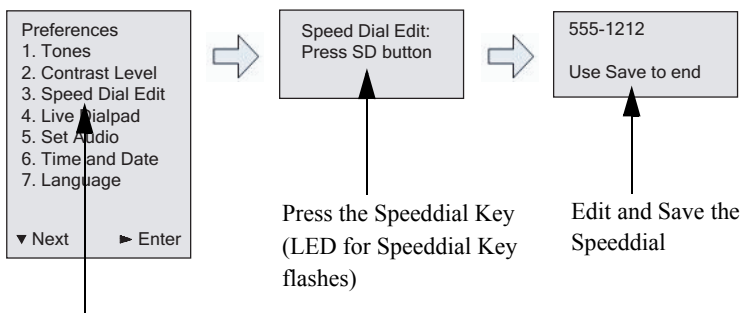 Preferences
1. Tones
2. Contrast Level
3. Speed Dial Edit
4. Live Dialpad
5. Set Audio
6. Time and Date
7. Language
▼ Next ► Enter
Speed Dial Edit:
Press SD button
Press the Speeddial Key
(LED for Speeddial Key
flashes)
555-1212
Use Save to end
Edit and Save the
Speeddial